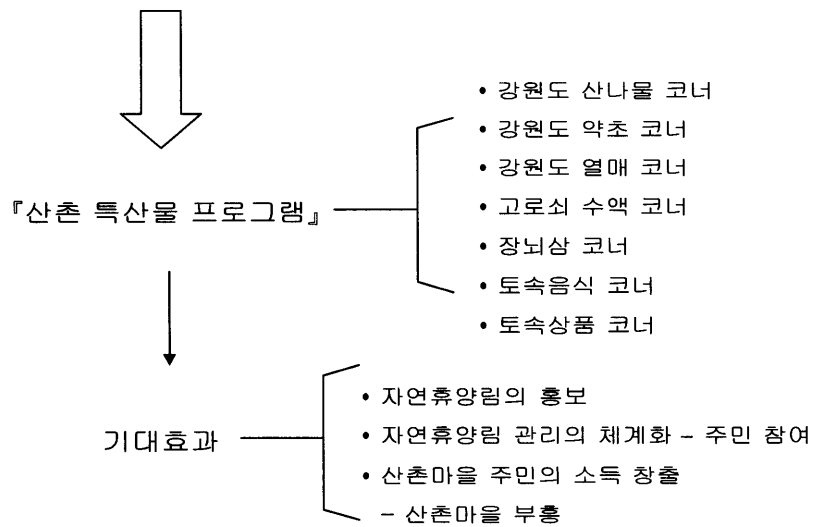 • 강원도 산나물 코너
• 강원도 약초 코너
• 강원도 열매 코너
『산촌 특산물 프로그램』
• 고로쇠 수액 코너
• 장뇌삼 코너
• 토속음식 코너
• 토속상품 코너
기대효과
• 자연휴양림의 홍보
• 자연휴양림 관리의 체계화 – 주민 참여
• 산촌마을 주민의 소득 창출
– 산촌마을 부흥